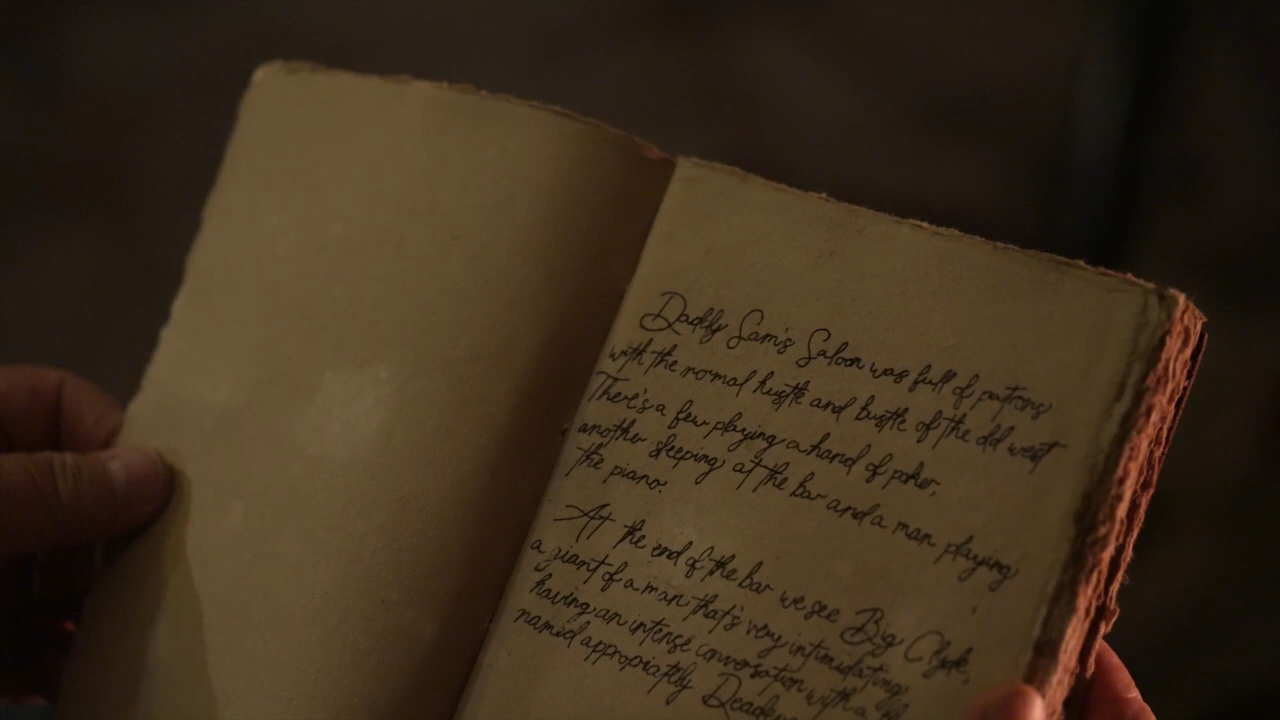 Daddy Sam's Saloon was full of patrons
with the normal hustle and bustle of the old west
There's a few playing a hand of poker,
another sleeping at the bar and a man playing
the piano.
At the end of the bar we see Big Clyde,
a giant of a man that's very intimidating
having an intense conversation with a
named appropiatly